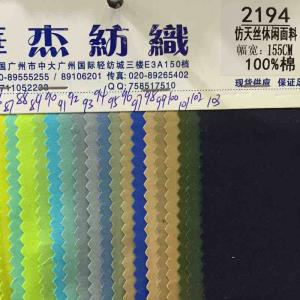 杰紡織
2194
仿天丝休闲面料
幅宽:155CM
100%棉
国广州市中大广州国际轻纺城三楼E3A150档
0-89555255 / 89106201 传真:020-89265402
QQ:758517510
现货供应 保证
87 88 89 90 91 92 93 94 95 96 97 98 99 100 101 102 103